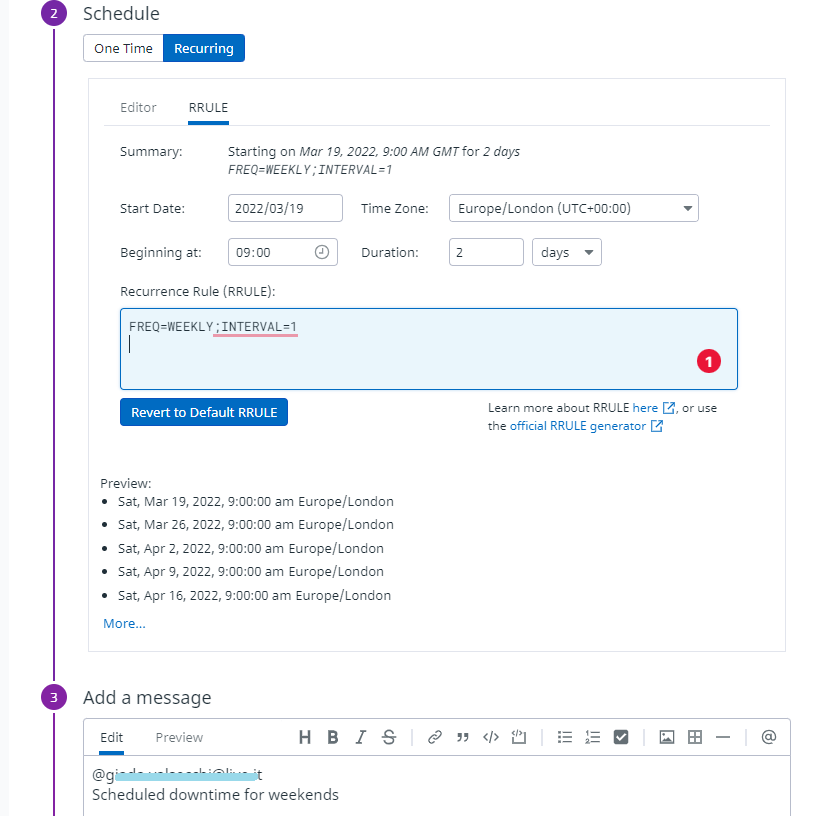 2 Schedule
One Time Recurring
Editor RRULE
Summary: Starting on Mar 19, 2022, 9:00 AM GMT for 2 days
FREQ=WEEKLY;INTERVAL=1
Start Date: 2022/03/19 Time Zone: Europe/London (UTC+00:00)
Beginning at: 09:00 Duration: 2 days
Recurrence Rule (RRULE):
FREQ=WEEKLY;INTERVAL=1
1
Revert to Default RRULE
Learn more about RRULE here, or use
the official RRULE generator
Preview:
Sat, Mar 19, 2022, 9:00:00 am Europe/London
Sat, Mar 26, 2022, 9:00:00 am Europe/London
Sat, Apr 2, 2022, 9:00:00 am Europe/London
Sat, Apr 9, 2022, 9:00:00 am Europe/London
Sat, Apr 16, 2022, 9:00:00 am Europe/London
More...
3 Add a message
Edit Preview H B I S @
Scheduled downtime for weekends